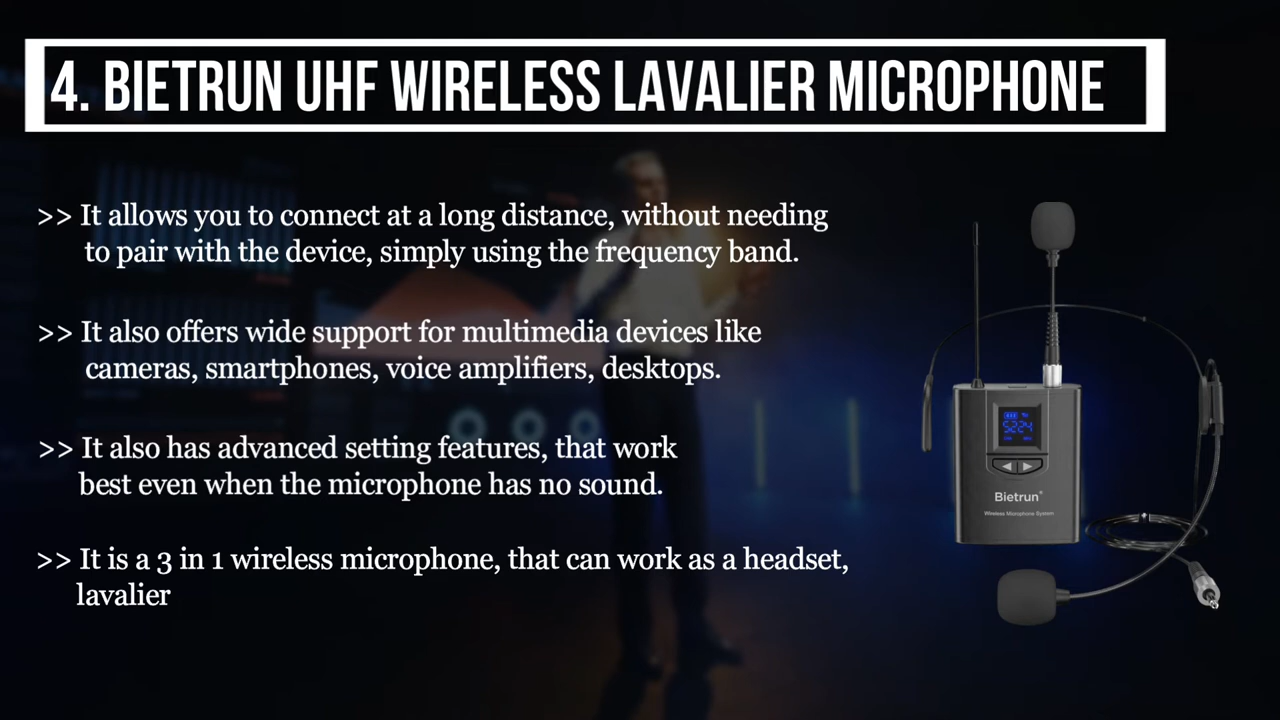 4. BIETRUN UHF WIRELESS LAVALIER MICROPHONE
>> It allows you to connect at a long distance, without needing
to pair with the device, simply using the frequency band.
>> It also offers wide support for multimedia devices like
cameras, smartphones, voice amplifiers, desktops.
>> It also has advanced setting features, that work
best even when the microphone has no sound.
>> It is a 3 in 1 wireless microphone, that can work as a headset,
lavalier
5224
Bietrun®
Wireless Microphone System